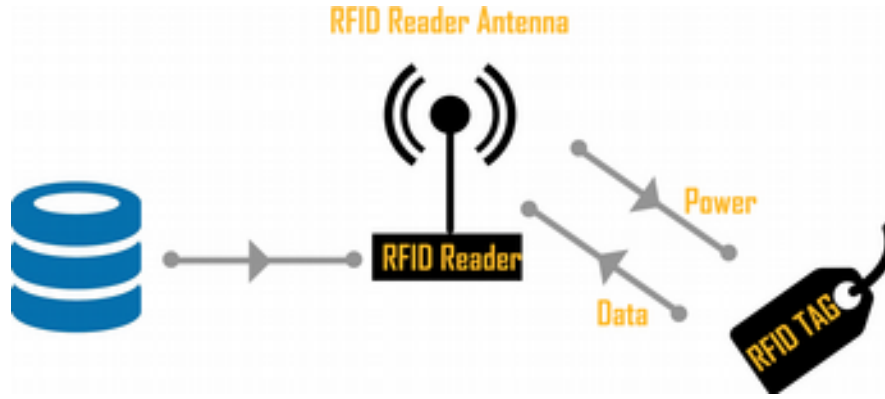 RFID Reader Antenna
RFID Reader
Power
Data
RFID TAG